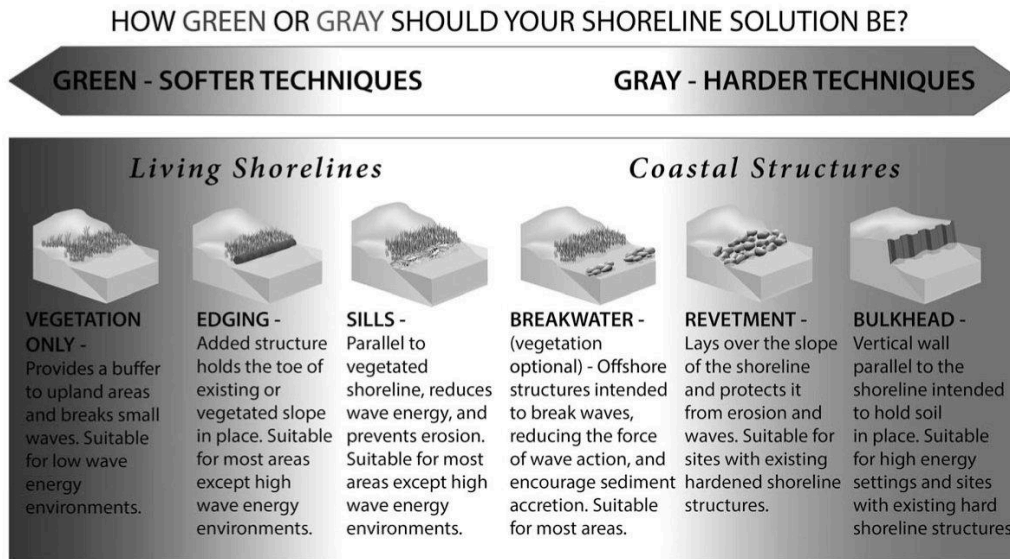 HOW GREEN OR GRAY SHOULD YOUR SHORELINE SOLUTION BE?
GREEN - SOFTER TECHNIQUES
GRAY - HARDER TECHNIQUES
Living Shorelines
Coastal Structures
VEGETATION
ONLY -
Provides a buffer
to upland areas
and breaks small
waves. Suitable
for low wave
energy
environments.
EDGING -
Added structure
holds the toe of
existing or
vegetated slope
in place. Suitable
for most areas
except high
wave energy
environments.
SILLS -
Parallel to
vegetated
shoreline, reduces
wave energy, and
prevents erosion.
Suitable for most
areas except high
wave energy
environments.
BREAKWATER -
(vegetation
optional) - Offshore
structures intended
to break waves,
reducing the force
of wave action, and
encourage sediment
accretion. Suitable
for most areas.
REVETMENT -
Lays over the slope
of the shoreline
and protects it
from erosion and
waves. Suitable for
sites with existing
hardened shoreline
structures.
BULKHEAD -
Vertical wall
parallel to the
shoreline intended
to hold soil
in place. Suitable
for high energy
settings and sites
with existing hard
shoreline structures